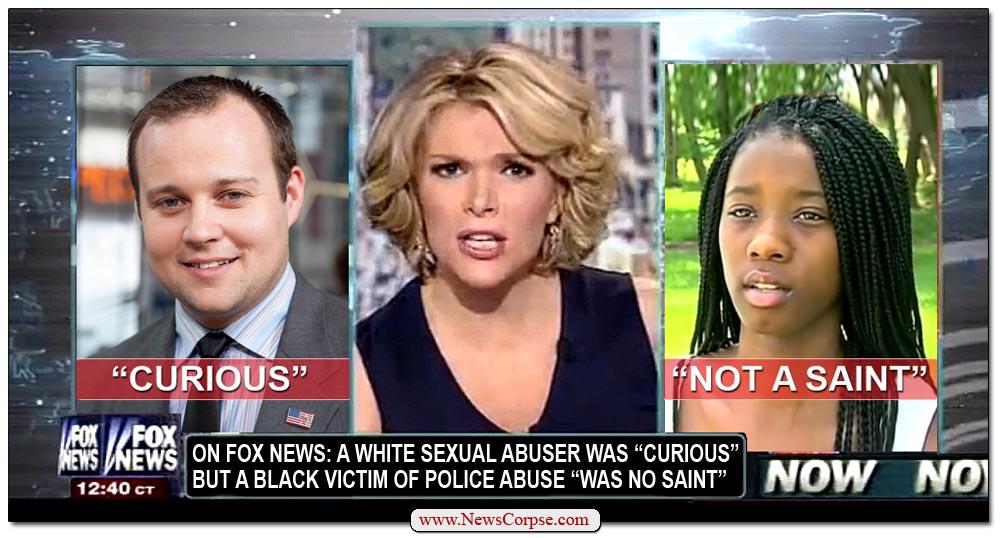 “CURIOUS”
“NOT A SAINT”
FOX NEWS
FOX NEWS
12:40 CT
ON FOX NEWS: A WHITE SEXUAL ABUSER WAS “CURIOUS”
BUT A BLACK VICTIM OF POLICE ABUSE “WAS NO SAINT”
NOW NO
www.NewsCorpse.com